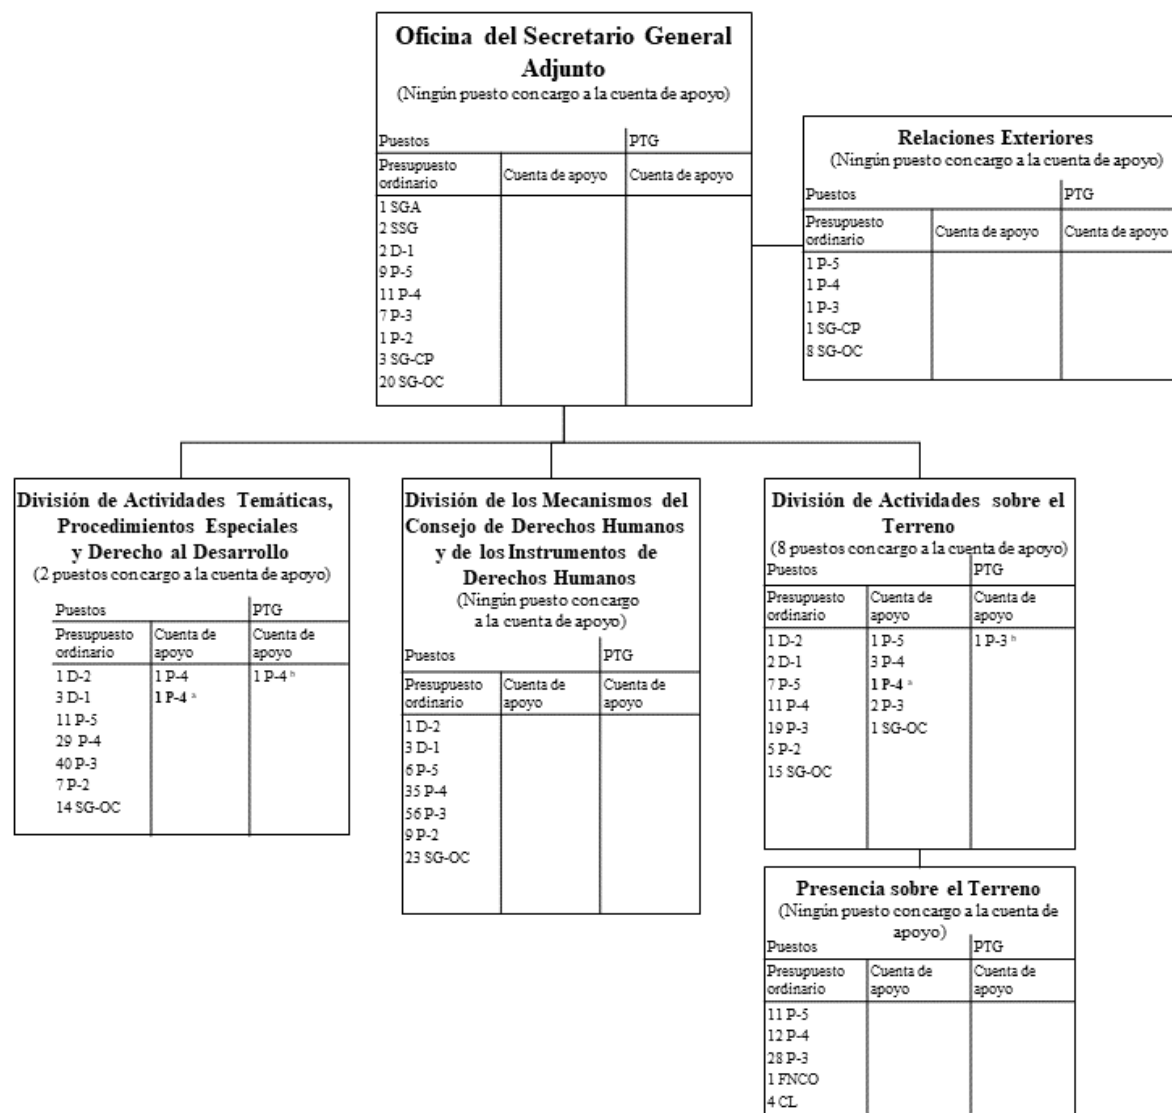 Oficina del Secretario General
Adjunto
(Ningún puesto con cargo a la cuenta de apoyo)
Puestos PTG
Presupuesto ordinario Cuenta de apoyo Cuenta de apoyo
1 SGA
2 SSG
2 D-1
9 P-5
11 P-4
7 P-3
1 P-2
3 SG-CP
20 SG-OC
Relaciones Exteriores
(Ningún puesto con cargo a la cuenta de apoyo)
Puestos PTG
Presupuesto ordinario Cuenta de apoyo Cuenta de apoyo
1 P-5
1 P-4
1 P-3
1 SG-CP
8 SG-OC
División de Actividades Temáticas,
Procedimientos Especiales
y Derecho al Desarrollo
(2 puestos con cargo a la cuenta de apoyo)
Puestos PTG
Presupuesto ordinario Cuenta de apoyo Cuenta de apoyo
1 D-2 1 P-4 1 P-4 ᵇ
3 D-1 1 P-4 ᵃ
11 P-5
29 P-4
40 P-3
7 P-2
14 SG-OC
División de los Mecanismos del
Consejo de Derechos Humanos
y de los Instrumentos de
Derechos Humanos
(Ningún puesto con cargo
a la cuenta de apoyo)
Puestos PTG
Presupuesto ordinario Cuenta de apoyo Cuenta de apoyo
1 D-2
3 D-1
6 P-5
35 P-4
56 P-3
9 P-2
23 SG-OC
División de Actividades sobre el
Terreno
(8 puestos con cargo a la cuenta de apoyo)
Puestos PTG
Presupuesto ordinario Cuenta de apoyo Cuenta de apoyo
1 D-2 1 P-5 1 P-3 ᵇ
2 D-1 3 P-4
7 P-5 1 P-4 ᵃ
11 P-4 2 P-3
19 P-3 1 SG-OC
5 P-2
15 SG-OC
Presencia sobre el Terreno
(Ningún puesto con cargo a la cuenta de
apoyo)
Puestos PTG
Presupuesto ordinario Cuenta de apoyo Cuenta de apoyo
11 P-5
12 P-4
28 P-3
1 FNCO
4 CL